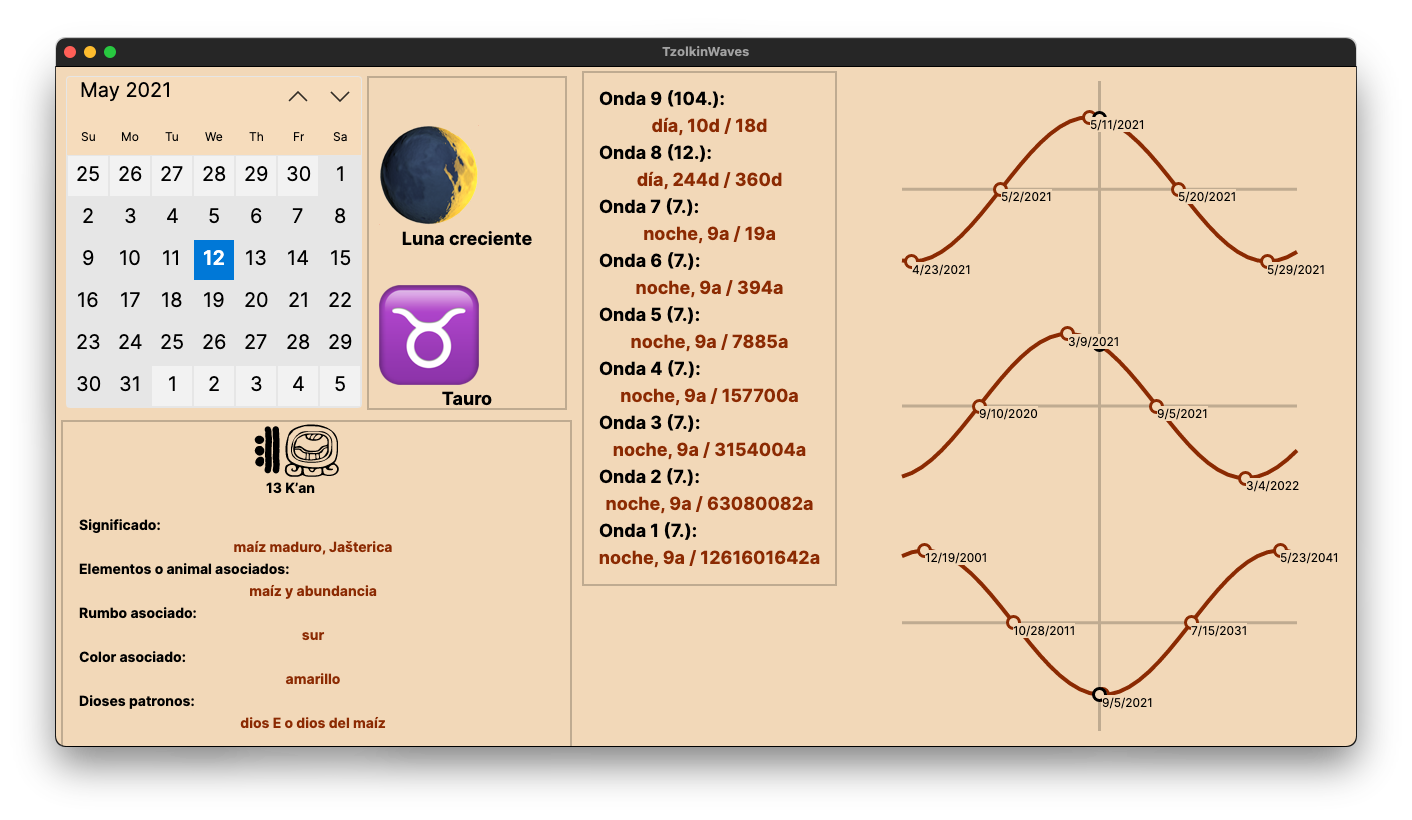 TzolkinWaves
May 2021
Su Mo Tu We Th Fr Sa
25 26 27 28 29 30 1
2 3 4 5 6 7 8
9 10 11 12 13 14 15
16 17 18 19 20 21 22
23 24 25 26 27 28 29
30 31 1 2 3 4 5
Luna creciente
Tauro
13 K'an
Significado:
maíz maduro, Jašterica
Elementos o animal asociados:
maíz y abundancia
Rumbo asociado:
sur
Color asociado:
amarillo
Dioses patronos:
dios E o dios del maíz
Onda 9 (104.):
día, 10d / 18d
Onda 8 (12.):
día, 244d / 360d
Onda 7 (7.):
noche, 9a / 19a
Onda 6 (7.):
noche, 9a / 394a
Onda 5 (7.):
noche, 9a / 7885a
Onda 4 (7.):
noche, 9a / 157700a
Onda 3 (7.):
noche, 9a / 3154004a
Onda 2 (7.):
noche, 9a / 63080082a
Onda 1 (7.):
noche, 9a / 1261601642a
5/11/2021
5/2/2021
5/20/2021
4/23/2021
5/29/2021
3/9/2021
9/10/2020
9/5/2021
3/4/2022
12/19/2001
5/23/2041
10/28/2011
7/15/2031
9/5/2021